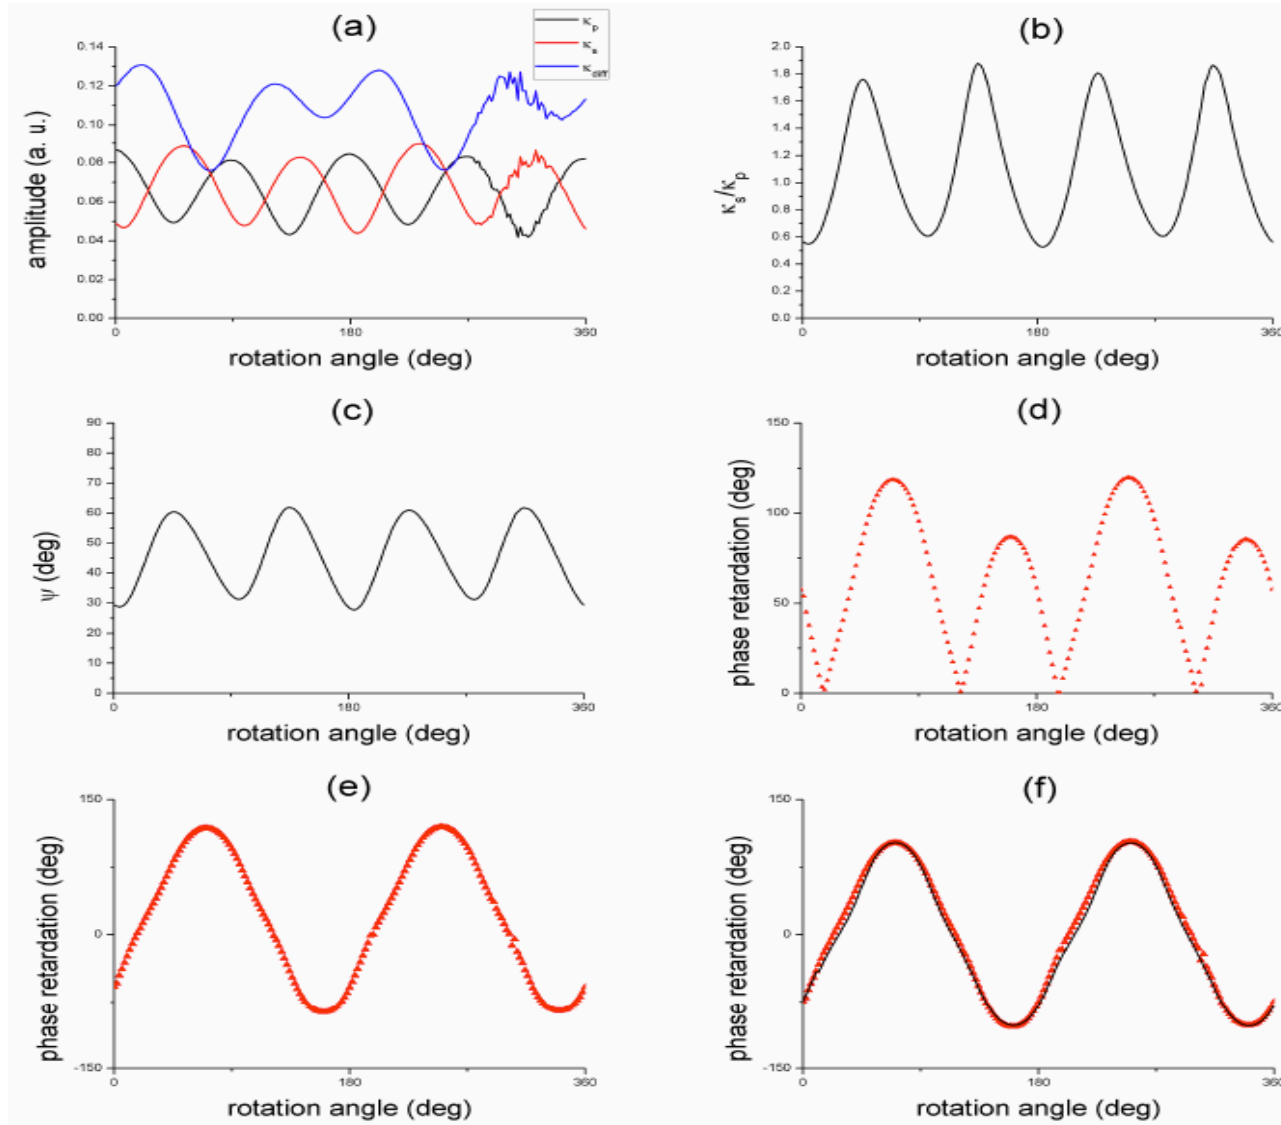 (a)
κp
κs
κdiff
0.14
0.12
0.10
0.08
0.06
0.04
0.02
0.00
amplitude (a. u.)
0
180
360
rotation angle (deg)
(b)
2.0
1.8
1.6
1.4
1.2
1.0
0.8
0.6
0.4
0.2
0.0
κs/κp
0
180
360
rotation angle (deg)
(c)
90
80
70
60
50
40
30
20
10
0
ψ (deg)
0
180
360
rotation angle (deg)
(d)
150
100
50
0
phase retardation (deg)
0
180
360
rotation angle (deg)
(e)
150
0
-150
phase retardation (deg)
0
180
360
rotation angle (deg)
(f)
150
0
-150
phase retardation (deg)
0
180
360
rotation angle (deg)